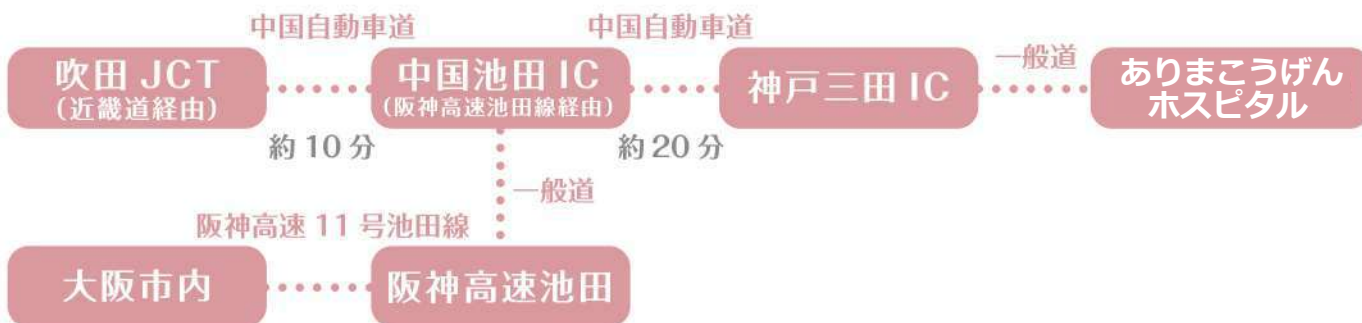 中国自動車道
中国自動車道
吹田 JCT
(近畿道経由)
中国池田 IC
(阪神高速池田線経由)
神戸三田 IC
一般道
ありまこうげん
ホスピタル
約 10 分
約 20 分
一般道
阪神高速 11 号池田線
大阪市内
阪神高速池田